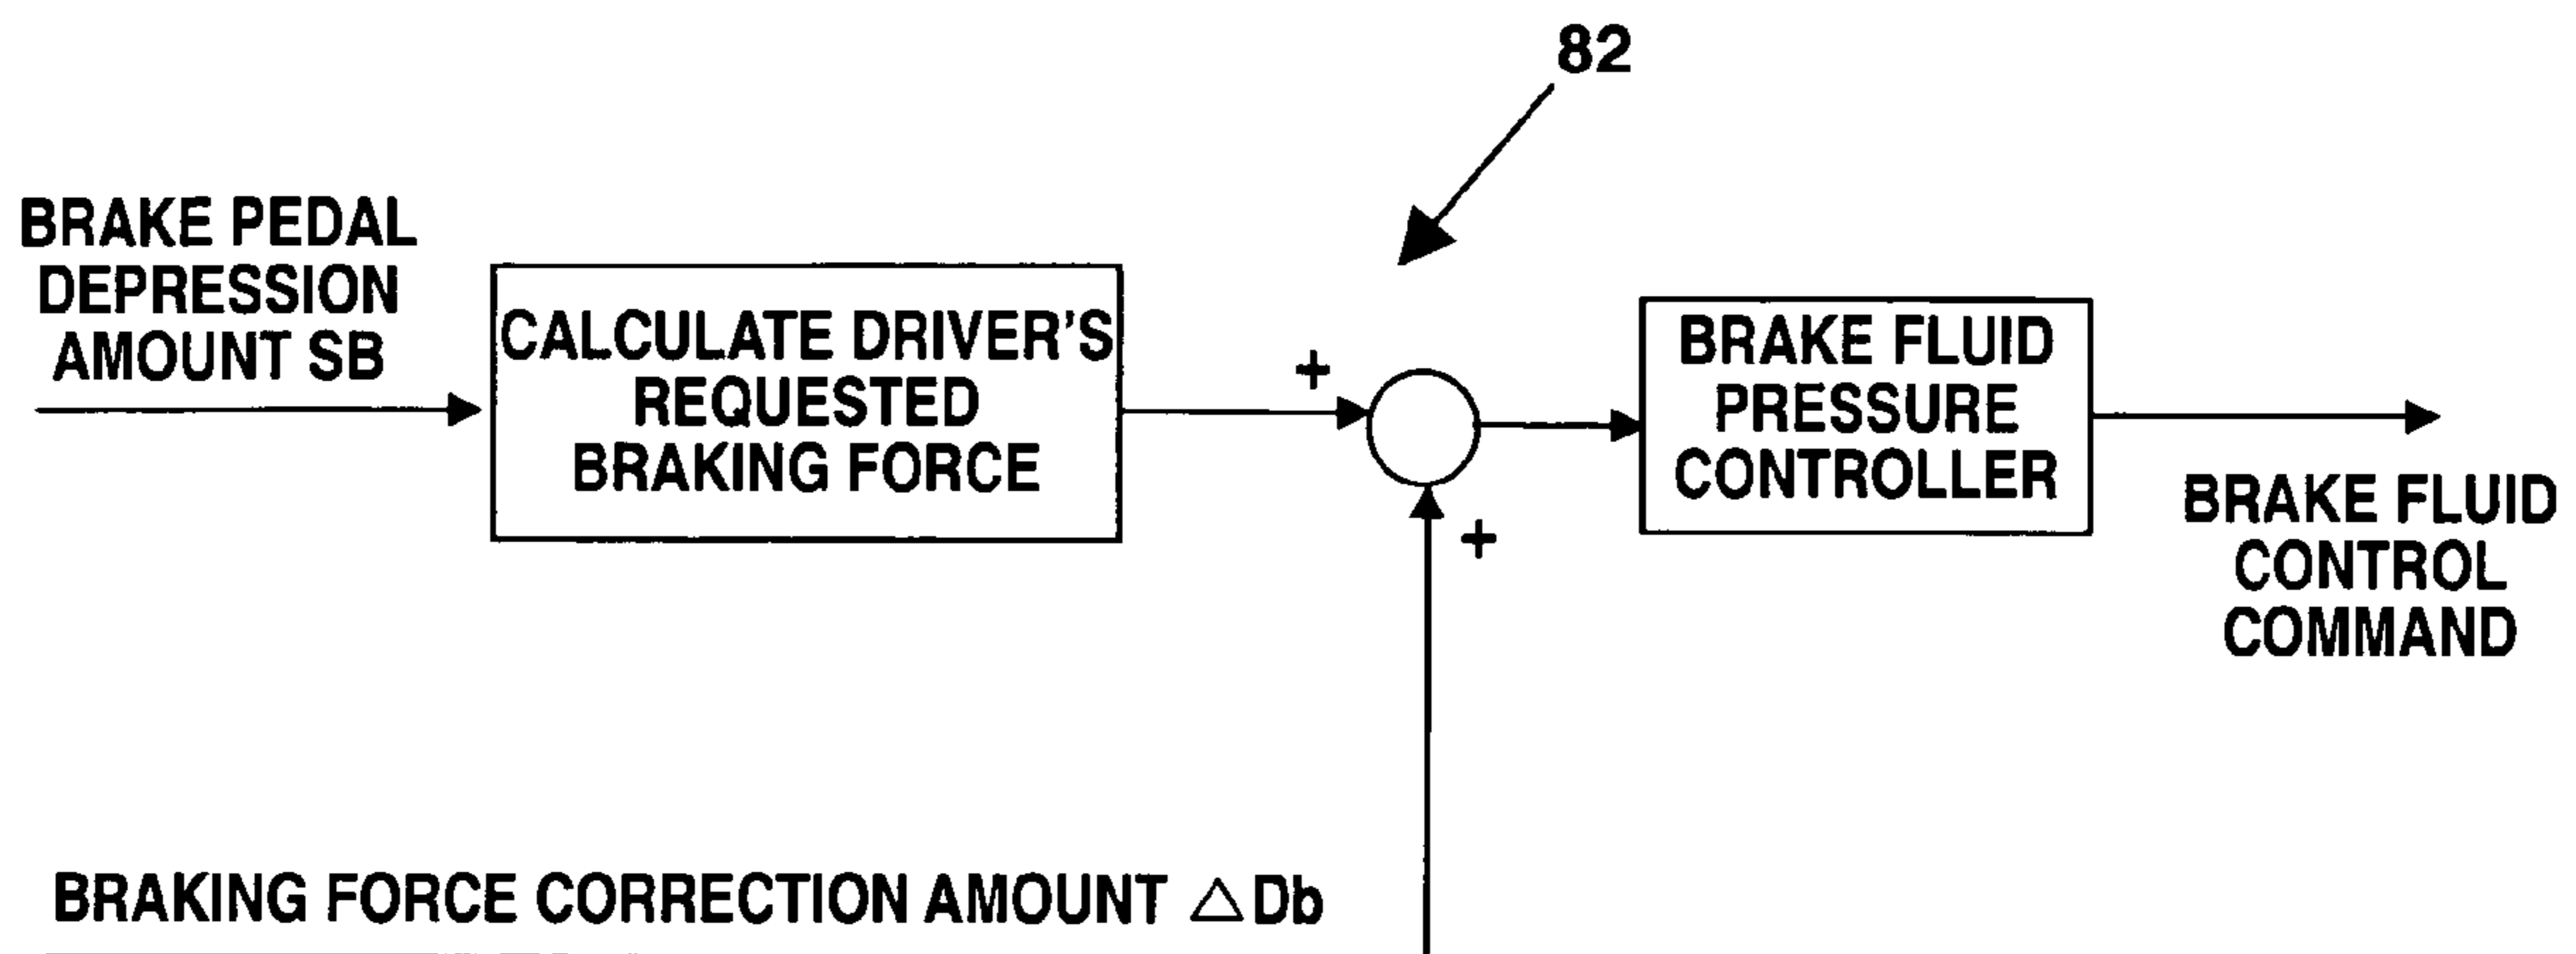 82
BRAKE PEDAL
DEPRESSION
AMOUNT SB
CALCULATE DRIVER'S
REQUESTED
BRAKING FORCE
+
+
BRAKE FLUID
PRESSURE
CONTROLLER
BRAKE FLUID
CONTROL
COMMAND
BRAKING FORCE CORRECTION AMOUNT △Db